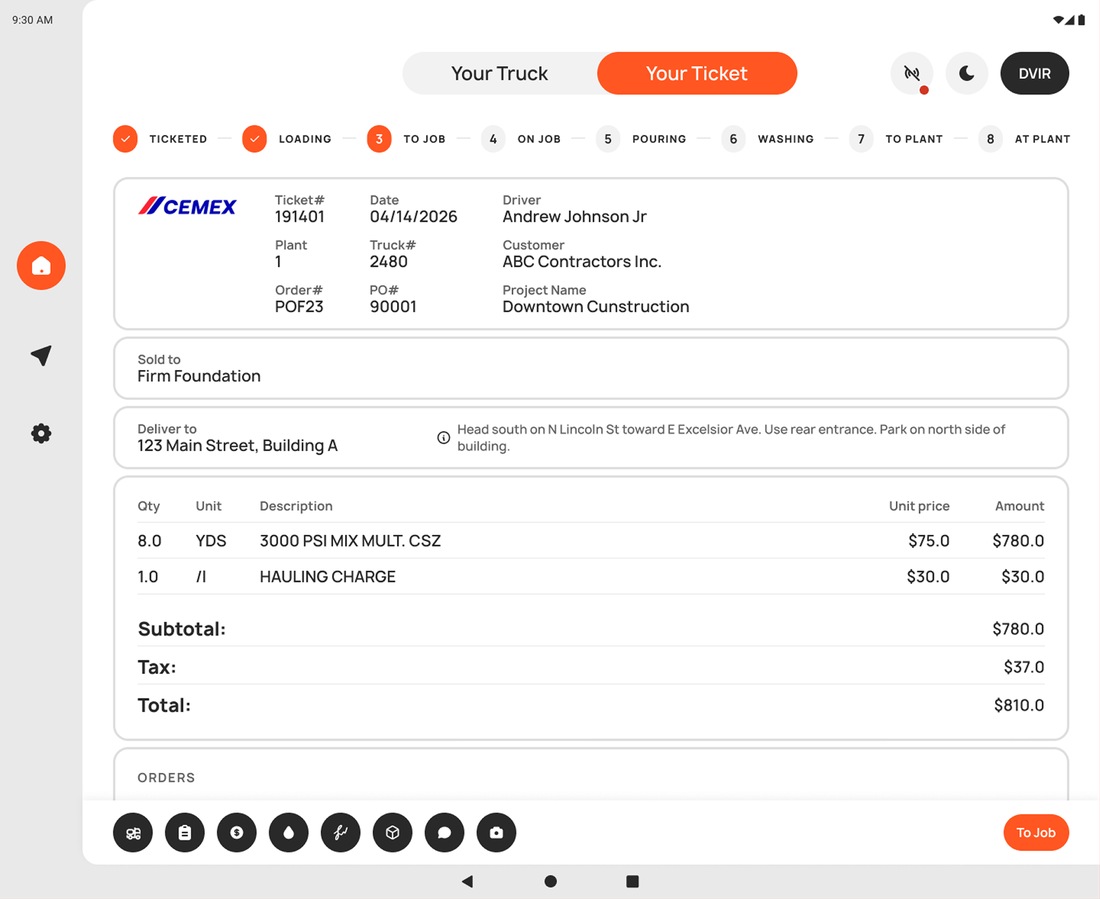 9:30 AM
Your Truck Your Ticket DVIR
TICKETED LOADING 3 TO JOB 4 ON JOB 5 POURING 6 WASHING 7 TO PLANT 8 AT PLANT
CEMEX
Ticket# Date Driver
191401 04/14/2026 Andrew Johnson Jr
Plant Truck# Customer
1 2480 ABC Contractors Inc.
Order# PO# Project Name
POF23 90001 Downtown Cunstruction
Sold to
Firm Foundation
Deliver to
123 Main Street, Building A
Head south on N Lincoln St toward E Excelsior Ave. Use rear entrance. Park on north side of
building.
Qty Unit Description Unit price Amount
8.0 YDS 3000 PSI MIX MULT. CSZ $75.0 $780.0
1.0 /I HAULING CHARGE $30.0 $30.0
Subtotal: $780.0
Tax: $37.0
Total: $810.0
ORDERS
To Job